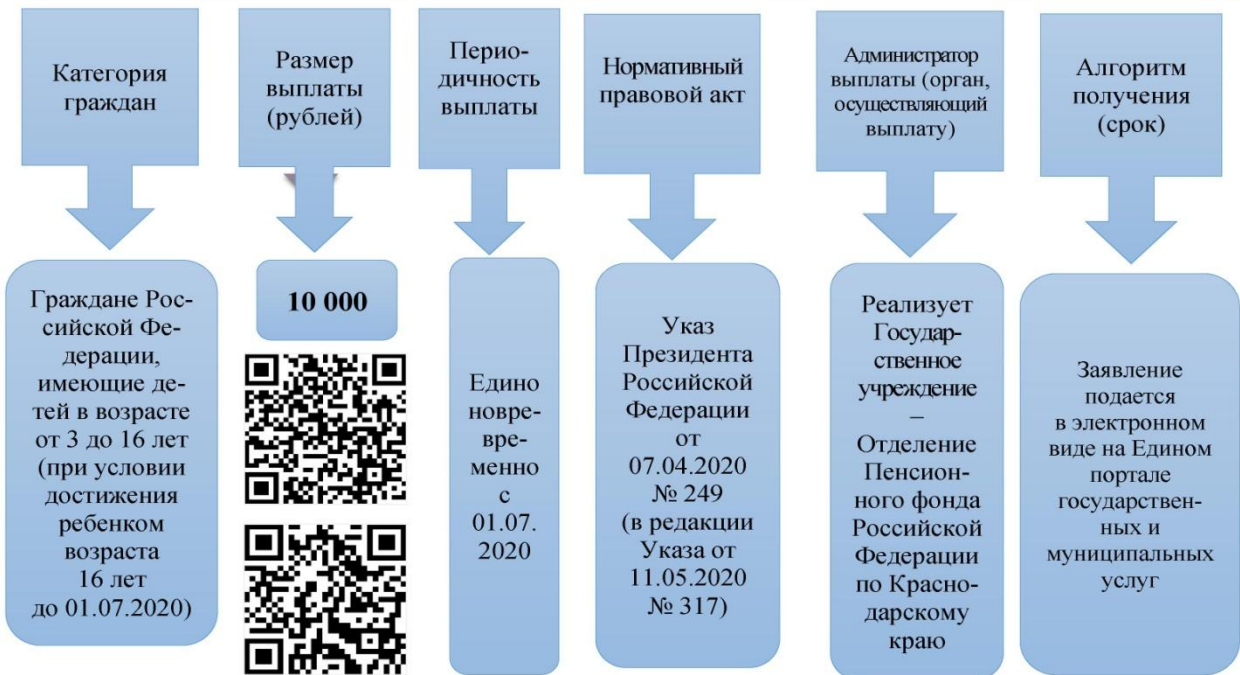 Категория
граждан
Размер
выплаты
(рублей)
Перио-
дичность
выплаты
Нормативный
правовой акт
Администратор
выплаты (орган,
осуществляющий
выплату)
Алгоритм
получения
(срок)
Граждане Рос-
сийской Фе-
дерации,
имеющие де-
тей в возрасте
от 3 до 16 лет
(при условии
достижения
ребенком
возраста
16 лет
до 01.07.2020)
10 000
Едино
новре-
вре-
менно
с
01.07.
2020
Указ
Президента
Российской
Федерации
от
07.04.2020
№ 249
(в редакции
Указа от
11.05.2020
№ 317)
Реализует
Государ-
ственное
учреждение
–
Отделение
Пенсион-
ного фонда
Российской
Федерации
по Красно-
дарскому
краю
Заявление
подается
в электронном
виде на Едином
портале
государствен-
ных и
муниципальных
услуг